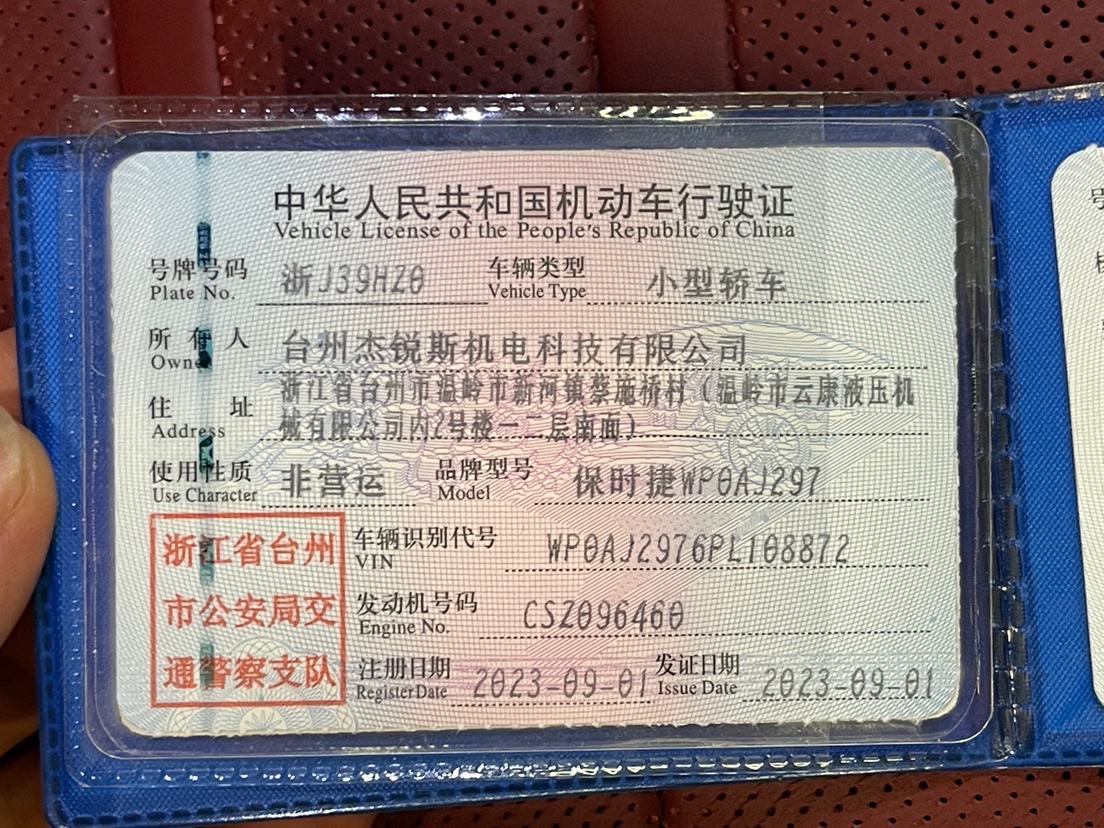 中华人民共和国机动车行驶证
Vehicle License of the People's Republic of China
号牌号码 浙J39HZ0 车辆类型 小型轿车
Plate No. Vehicle Type
所有人 台州杰锐斯机电科技有限公司
Owner
住址 浙江省台州市温岭市新河镇蔡施桥村（温岭市云康液压机
Address 械有限公司内2号楼一二层南面）
使用性质 非营运 品牌型号 保时捷WP0AJ297
Use Character Model
浙江省台州
市公安局交
通警察支队
车辆识别代号 WP0AJ2976PL108872
VIN
发动机号码 CSZ096460
Engine No.
注册日期 2023-09-01 发证日期 2023-09-01
Register Date Issue Date
号